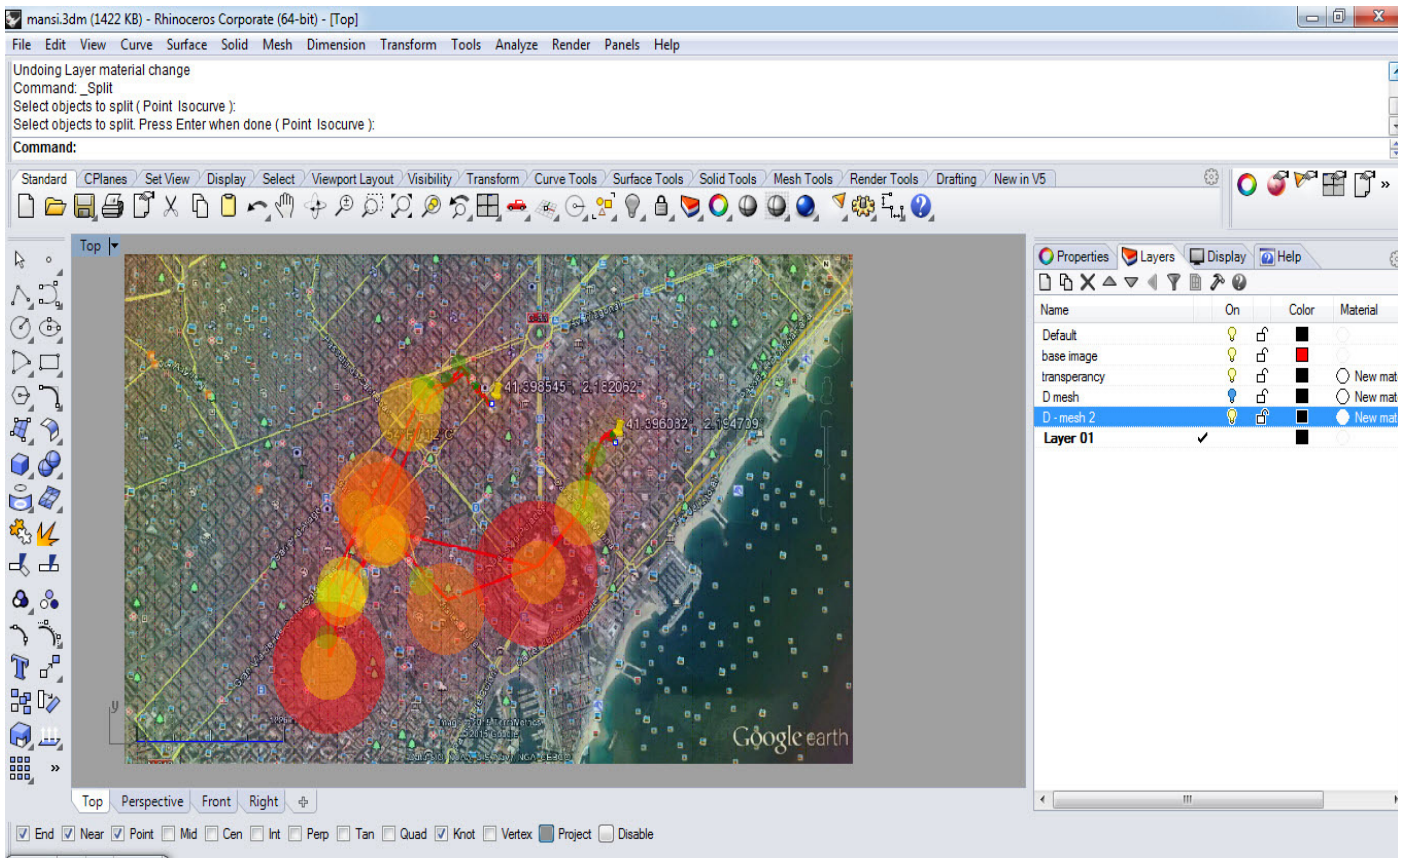 mansi.3dm (1422 KB) - Rhinoceros Corporate (64-bit) - [Top]
File Edit View Curve Surface Solid Mesh Dimension Transform Tools Analyze Render Panels Help
Undoing Layer material change
Command: _Split
Select objects to split ( Point Isocurve ):
Select objects to split. Press Enter when done ( Point Isocurve ):
Command:
Standard CPlanes Set View Display Select Viewport Layout Visibility Transform Curve Tools Surface Tools Solid Tools Mesh Tools Render Tools Drafting New in V5
Top
Properties Layers Display Help
Name On Color Material
Default
base image
transperancy New mat
D mesh New mat
D - mesh 2 New mat
Layer 01
41.398545°, 2.182062°
41.396032°, 2.194709°
y
Google earth
Top Perspective Front Right
End Near Point Mid Cen Int Perp Tan Quad Knot Vertex Project Disable